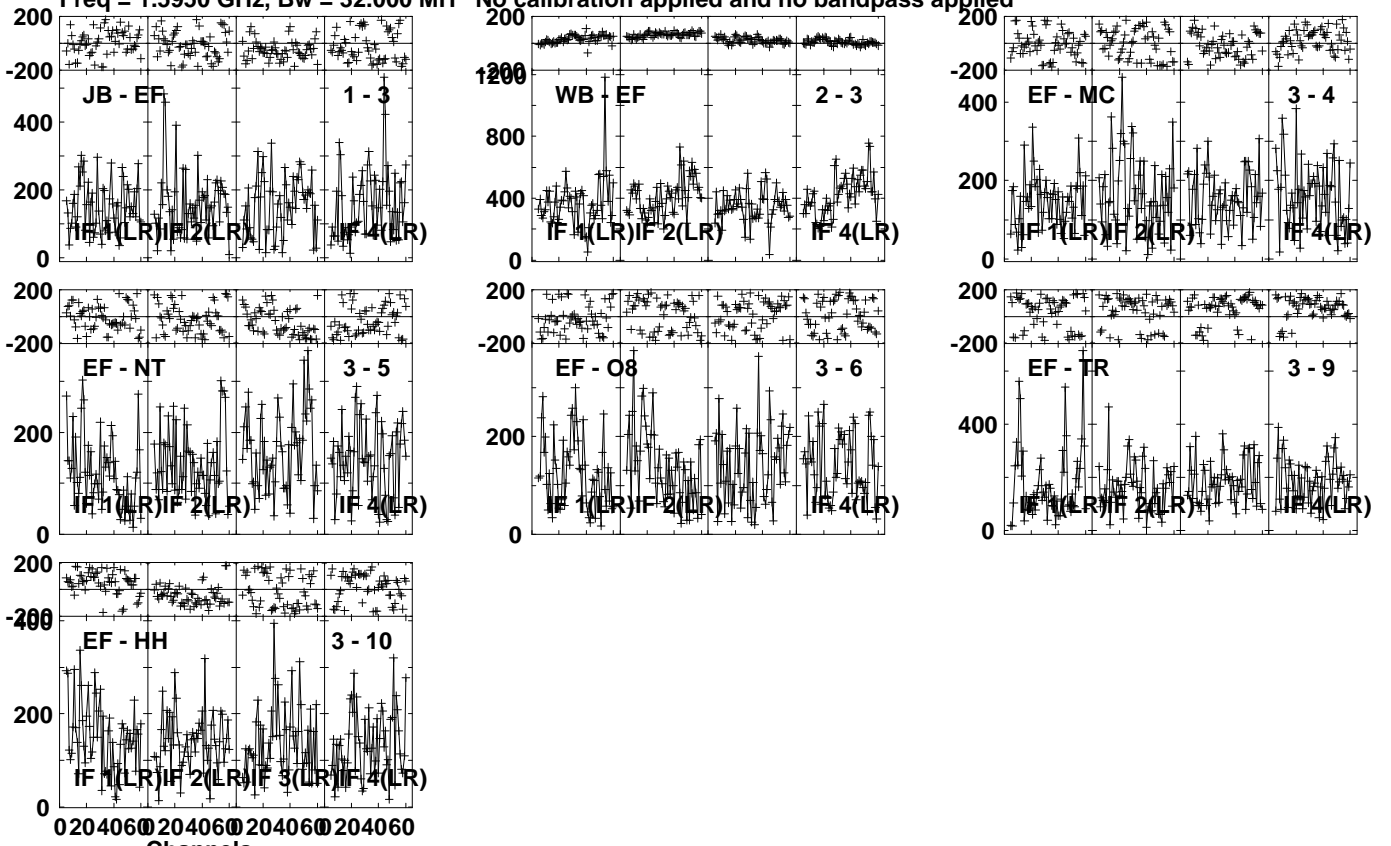 Freq = 1.5950 GHz, Bw = 32.000 MH No calibration applied and no bandpass applied
200
-200
JB - EF
1 - 3
400
200
0
IF 1(LR)
IF 2(LR)
IF 4(LR)
200
1200
WB - EF
2 - 3
800
400
0
IF 1(LR)
IF 2(LR)
IF 4(LR)
200
-200
EF - MC
3 - 4
400
200
0
IF 1(LR)
IF 2(LR)
IF 4(LR)
200
-200
EF - NT
3 - 5
200
0
IF 1(LR)
IF 2(LR)
IF 4(LR)
200
-200
EF - O8
3 - 6
200
0
IF 1(LR)
IF 2(LR)
IF 4(LR)
200
-200
EF - TR
3 - 9
400
0
IF 1(LR)
IF 2(LR)
IF 4(LR)
200
-200
400
EF - HH
3 - 10
200
0
IF 1(LR)
IF 2(LR)
IF 3(LR)
IF 4(LR)
0 20 40 60 0 20 40 60 0 20 40 60 0 20 40 60
Channels